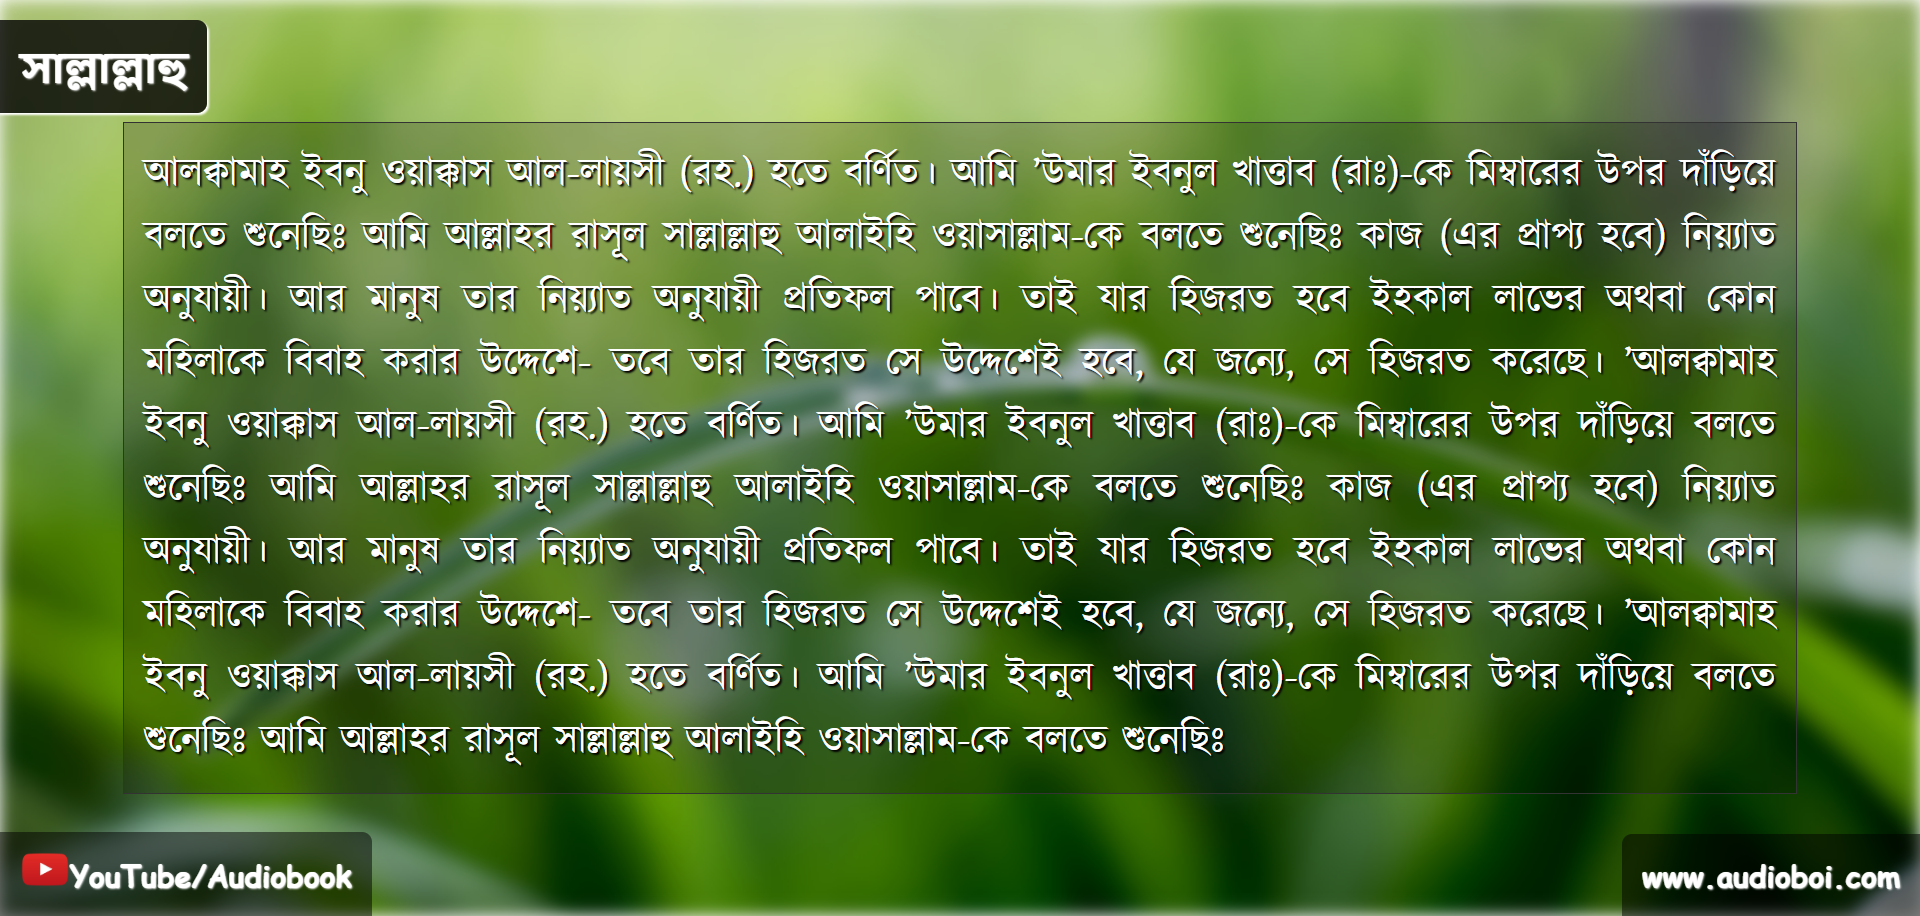 সাল্লাল্লাহু
আলক্বামাহ ইবনু ওয়াক্কাস আল-লায়সী (রহ.) হতে বর্ণিত। আমি ’উমার ইবনুল খাত্তাব (রাঃ)-কে মিম্বারের উপর দাঁড়িয়ে
বলতে শুনেছিঃ আমি আল্লাহর রাসূল সাল্লাল্লাহু আলাইহি ওয়াসাল্লাম-কে বলতে শুনেছিঃ কাজ (এর প্রাপ্য হবে) নিয়্যাত
অনুযায়ী। আর মানুষ তার নিয়্যাত অনুযায়ী প্রতিফল পাবে। তাই যার হিজরত হবে ইহকাল লাভের অথবা কোন
মহিলাকে বিবাহ করার উদ্দেশে- তবে তার হিজরত সে উদ্দেশেই হবে, যে জন্যে, সে হিজরত করেছে। ’আলক্বামাহ
ইবনু ওয়াক্কাস আল-লায়সী (রহ.) হতে বর্ণিত। আমি ’উমার ইবনুল খাত্তাব (রাঃ)-কে মিম্বারের উপর দাঁড়িয়ে বলতে
শুনেছিঃ আমি আল্লাহর রাসূল সাল্লাল্লাহু আলাইহি ওয়াসাল্লাম-কে বলতে শুনেছিঃ কাজ (এর প্রাপ্য হবে) নিয়্যাত
অনুযায়ী। আর মানুষ তার নিয়্যাত অনুযায়ী প্রতিফল পাবে। তাই যার হিজরত হবে ইহকাল লাভের অথবা কোন
মহিলাকে বিবাহ করার উদ্দেশে- তবে তার হিজরত সে উদ্দেশেই হবে, যে জন্যে, সে হিজরত করেছে। ’আলক্বামাহ
ইবনু ওয়াক্কাস আল-লায়সী (রহ.) হতে বর্ণিত। আমি ’উমার ইবনুল খাত্তাব (রাঃ)-কে মিম্বারের উপর দাঁড়িয়ে বলতে
শুনেছিঃ আমি আল্লাহর রাসূল সাল্লাল্লাহু আলাইহি ওয়াসাল্লাম-কে বলতে শুনেছিঃ
YouTube/Audiobook
www.audioboi.com